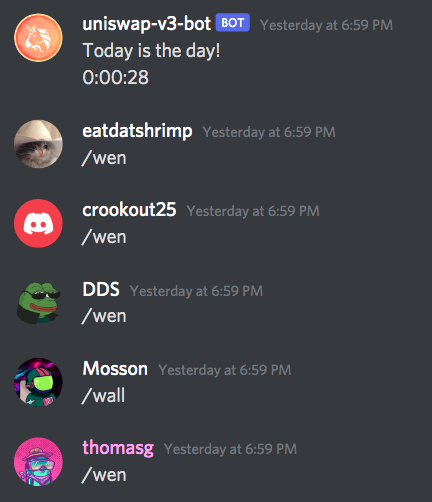 uniswap-v3-bot BOT Yesterday at 6:59 PM
Today is the day!
0:00:28
eatdatshrimp Yesterday at 6:59 PM
/wen
crookout25 Yesterday at 6:59 PM
/wen
DDS Yesterday at 6:59 PM
/wen
Mosson Yesterday at 6:59 PM
/wall
thomasg Yesterday at 6:59 PM
/wen